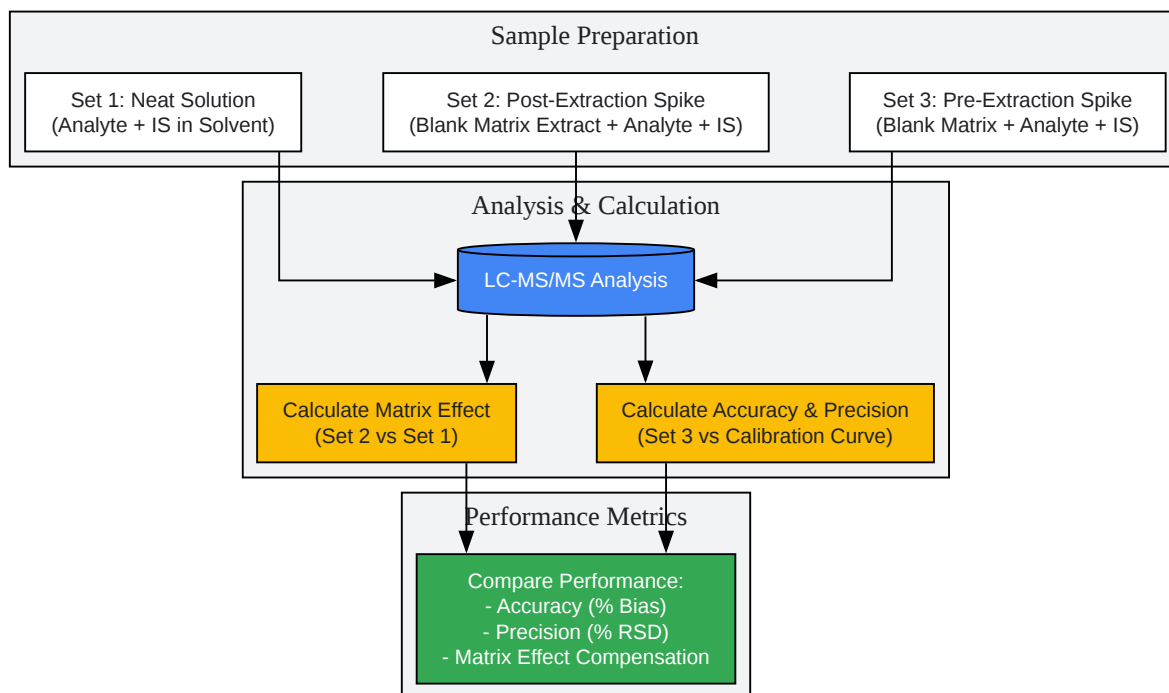 Sample Preparation
Set 1: Neat Solution
(Analyte + IS in Solvent)
Set 2: Post-Extraction Spike
(Blank Matrix Extract + Analyte + IS)
Set 3: Pre-Extraction Spike
(Blank Matrix + Analyte + IS)
Analysis & Calculation
LC-MS/MS Analysis
Calculate Matrix Effect
(Set 2 vs Set 1)
Calculate Accuracy & Precision
(Set 3 vs Calibration Curve)
Performance Metrics
Compare Performance:
- Accuracy (% Bias)
- Precision (% RSD)
- Matrix Effect Compensation